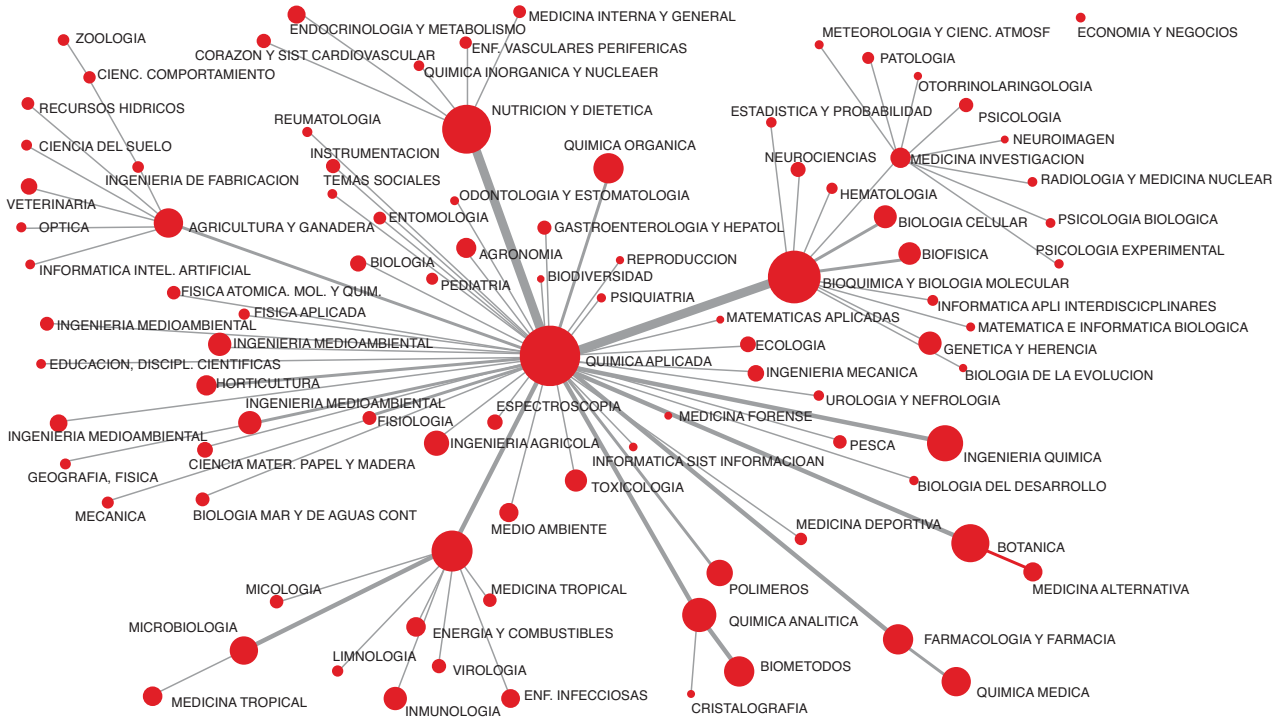 ENDOCRINOLOGIA Y METABOLISMO
MEDICINA INTERNA Y GENERAL
ECONOMIA Y NEGOCIOS
ZOOLOGIA
METEOROLOGIA Y CIENC. ATMOSF
CORAZON Y SIST CARDIOVASCULAR
ENF. VASCULARES PERIFERICAS
PATOLOGIA
CIENC. COMPORTAMIENTO
QUIMICA INORGANICA Y NUCLEAER
OTORRINOLARINGOLOGIA
RECURSOS HIDRICOS
NUTRICION Y DIETETICA
ESTADISTICA Y PROBABILIDAD
PSICOLOGIA
REUMATOLOGIA
NEUROIMAGEN
CIENCIA DEL SUELO
INSTRUMENTACION
QUIMICA ORGANICA
NEUROCIENCIAS
MEDICINA INVESTIGACION
INGENIERIA DE FABRICACION
TEMAS SOCIALES
RADIOLOGIA Y MEDICINA NUCLEAR
VETERINARIA
ODONTOLOGIA Y ESTOMATOLOGIA
HEMATOLOGIA
ENTOMOLOGIA
PSICOLOGIA BIOLOGICA
OPTICA
AGRICULTURA Y GANADERA
GASTROENTEROLOGIA Y HEPATOL
BIOLOGIA CELULAR
PSICOLOGIA EXPERIMENTAL
AGRONOMIA
BIOFISICA
INFORMATICA INTEL. ARTIFICIAL
BIOLOGIA
REPRODUCCION
PEDIATRIA
BIODIVERSIDAD
BIOQUIMICA Y BIOLOGIA MOLECULAR
FISICA ATOMICA. MOL. Y QUIM.
PSIQUIATRIA
INFORMATICA APLI INTERDISCICPLINARES
FISICA APLICADA
MATEMATICAS APLICADAS
INGENIERIA MEDIOAMBIENTAL
MATEMATICA E INFORMATICA BIOLOGICA
INGENIERIA MEDIOAMBIENTAL
ECOLOGIA
GENETICA Y HERENCIA
EDUCACION, DISCIPL. CIENTIFICAS
QUIMICA APLICADA
INGENIERIA MECANICA
BIOLOGIA DE LA EVOLUCION
HORTICULTURA
INGENIERIA MEDIOAMBIENTAL
ESPECTROSCOPIA
UROLOGIA Y NEFROLOGIA
FISIOLOGIA
MEDICINA FORENSE
INGENIERIA MEDIOAMBIENTAL
INGENIERIA AGRICOLA
PESCA
INGENIERIA QUIMICA
CIENCIA MATER. PAPEL Y MADERA
INFORMATICA SIST INFORMACIOAN
GEOGRAFIA, FISICA
TOXICOLOGIA
BIOLOGIA DEL DESARROLLO
MECANICA
BIOLOGIA MAR Y DE AGUAS CONT
MEDIO AMBIENTE
MEDICINA DEPORTIVA
BOTANICA
MICOLOGIA
MEDICINA TROPICAL
POLIMEROS
MEDICINA ALTERNATIVA
MICROBIOLOGIA
ENERGIA Y COMBUSTIBLES
QUIMICA ANALITICA
FARMACOLOGIA Y FARMACIA
LIMNOLOGIA
VIROLOGIA
BIOMETODOS
MEDICINA TROPICAL
INMUNOLOGIA
ENF. INFECCIOSAS
CRISTALOGRAFIA
QUIMICA MEDICA